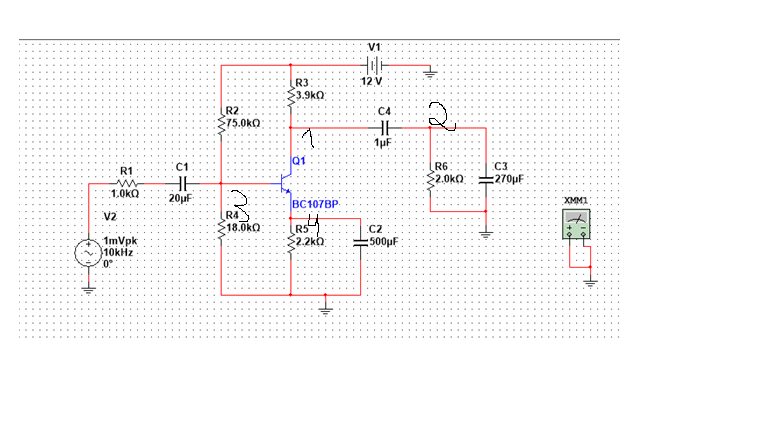 V1
12 V
R3
3.9kΩ
C4
1µF
2
R2
75.0kΩ
1
Q1
R6
2.0kΩ
C3
270µF
R1
1.0kΩ
C1
20µF
3
BC107BP
XMM1
V2
R4
18.0kΩ
4
R5
2.2kΩ
C2
500µF
1mVpk
10kHz
0°